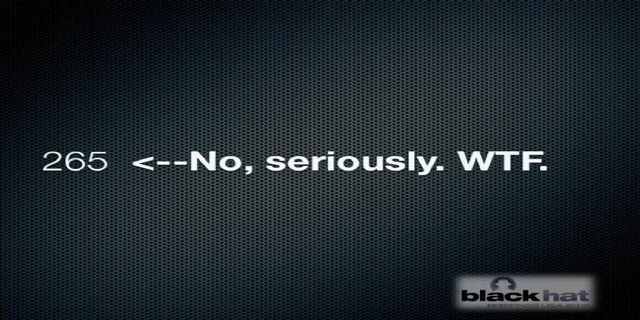 265 <--No, seriously. WTF.
black hat